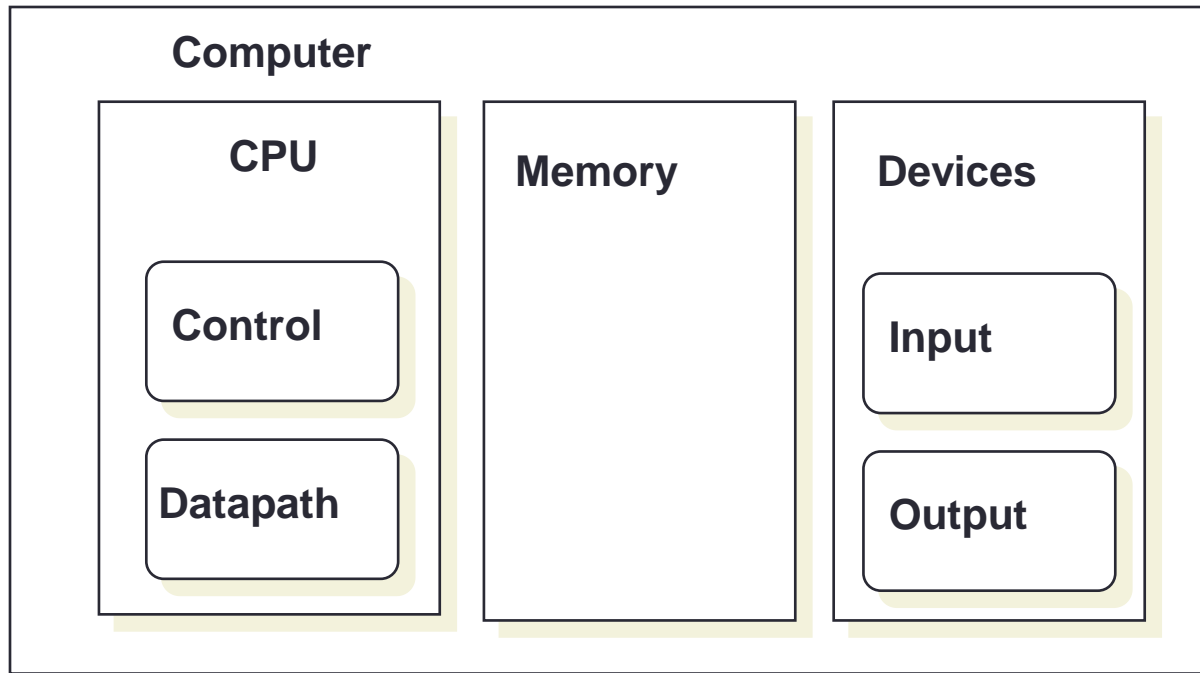 Computer
CPU
Control
Datapath
Memory
Devices
Input
Output